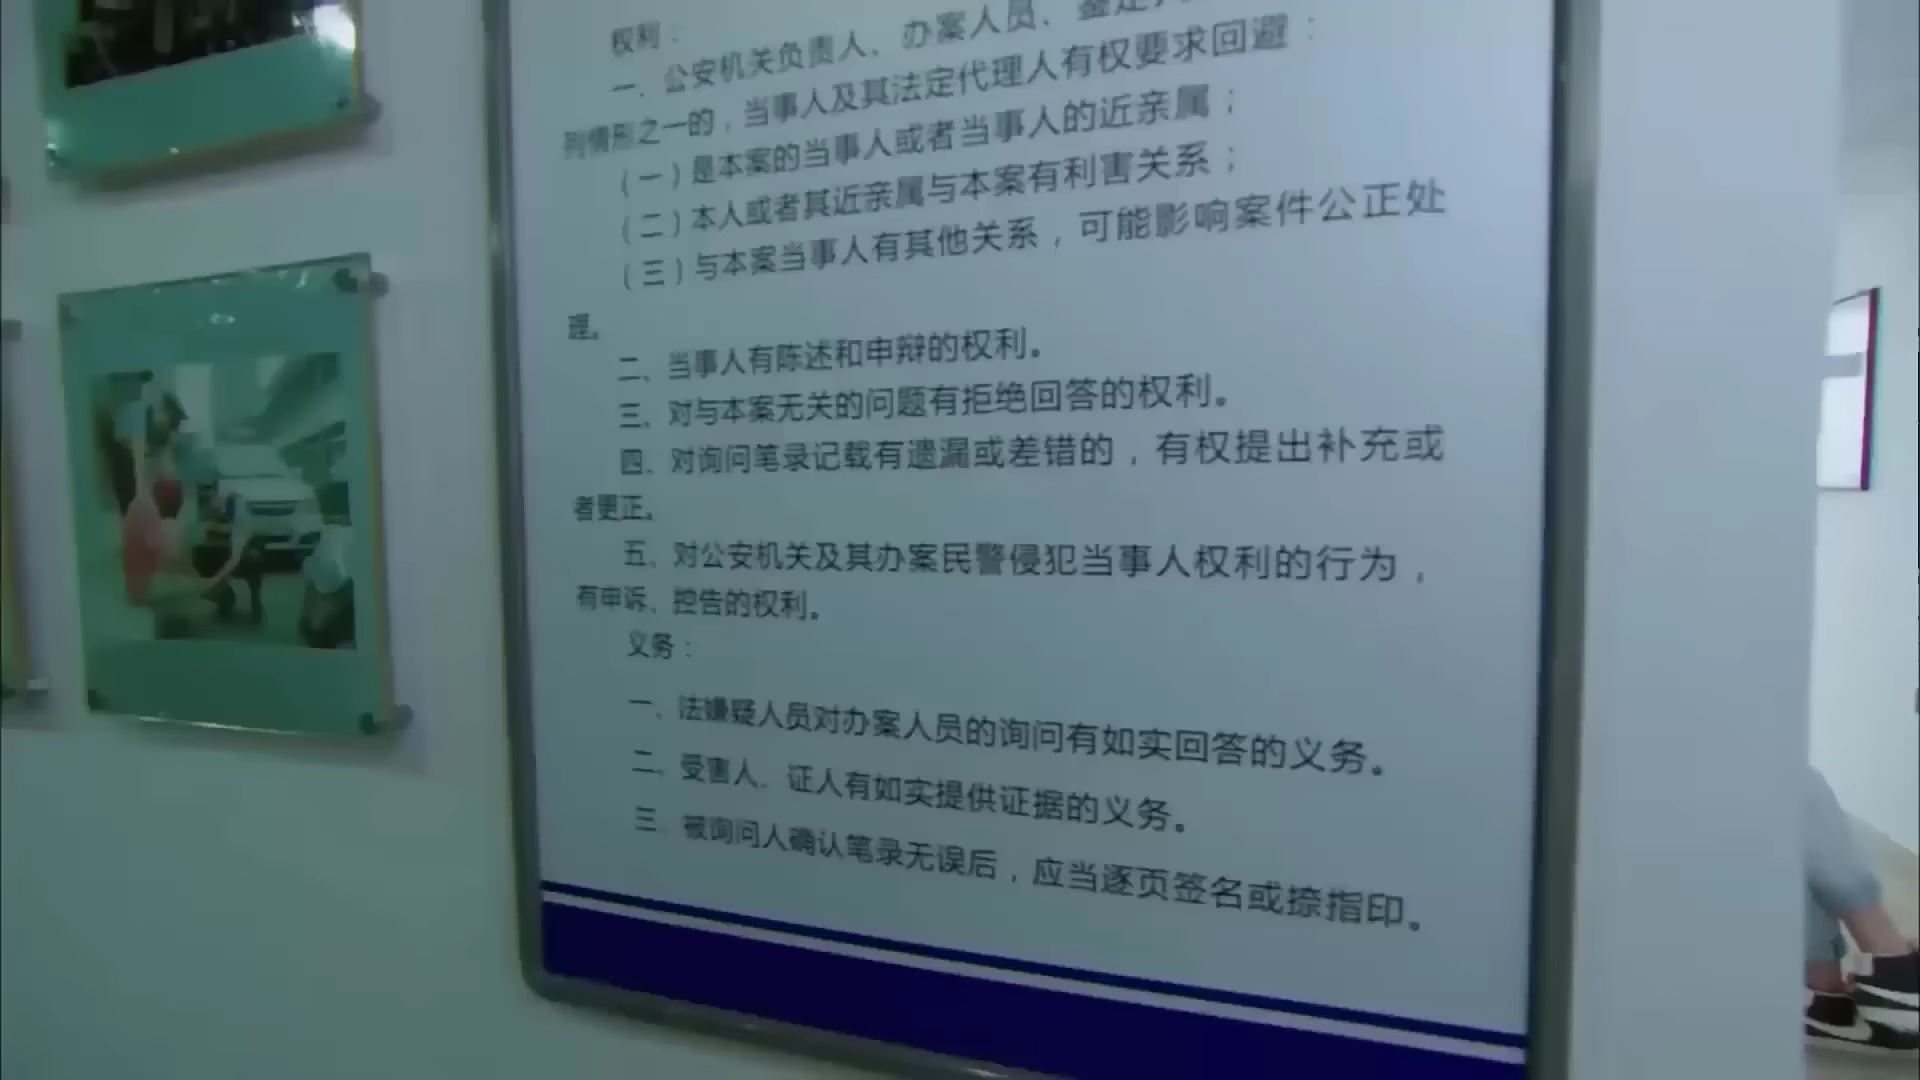 权利：
一、公安机关负责人、办案人员、鉴定
列情形之一的，当事人及其法定代理人有权要求回避：
（一）是本案的当事人或者当事人的近亲属；
（二）本人或者其近亲属与本案有利害关系；
（三）与本案当事人有其他关系，可能影响案件公正处
理。
二、当事人有陈述和申辩的权利。
三、对与本案无关的问题有拒绝回答的权利。
四、对询问笔录记载有遗漏或差错的，有权提出补充或
者更正。
五、对公安机关及其办案民警侵犯当事人权利的行为，
有申诉、控告的权利。
义务：
一、法嫌疑人员对办案人员的询问有如实回答的义务。
二、受害人、证人有如实提供证据的义务。
三、被询问人确认笔录无误后，应当逐页签名或捺指印。